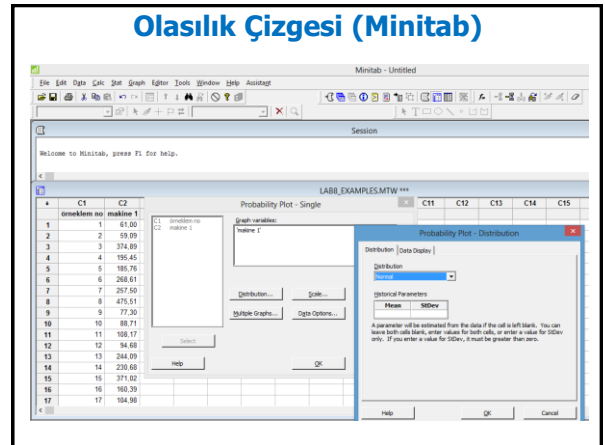 Olasılık Çizgesi (Minitab)
Minitab - Untitled
File Edit Data Calc Stat Graph Editor Tools Window Help Assistant
Session
Welcome to Minitab, press F1 for help.
LAB8_EXAMPLES.MTW ***
C1 C2 C11 C12 C13 C14 C15
örneklem no makine 1
1 1 61,00
2 2 59,09
3 3 374,89
4 4 195,45
5 5 185,76
6 6 268,61
7 7 257,50
8 8 475,51
9 9 77,30
10 10 88,71
11 11 108,17
12 12 94,68
13 13 244,09
14 14 230,68
15 15 371,02
16 16 160,39
17 17 104,98
Probability Plot - Single
C1 örneklem no
C2 makine 1
Graph variables:
'makine 1'
Distribution... Scale...
Multiple Graphs... Data Options...
Select
Help OK
Probability Plot - Distribution
Distribution Data Display
Distribution
Normal
Historical Parameters
Mean StDev
A parameter will be estimated from the data if the cell is left blank. You can
leave both cells blank, enter values for both cells, or enter a value for StDev
only. If you enter a value for StDev, it must be greater than zero.
Help OK Cancel